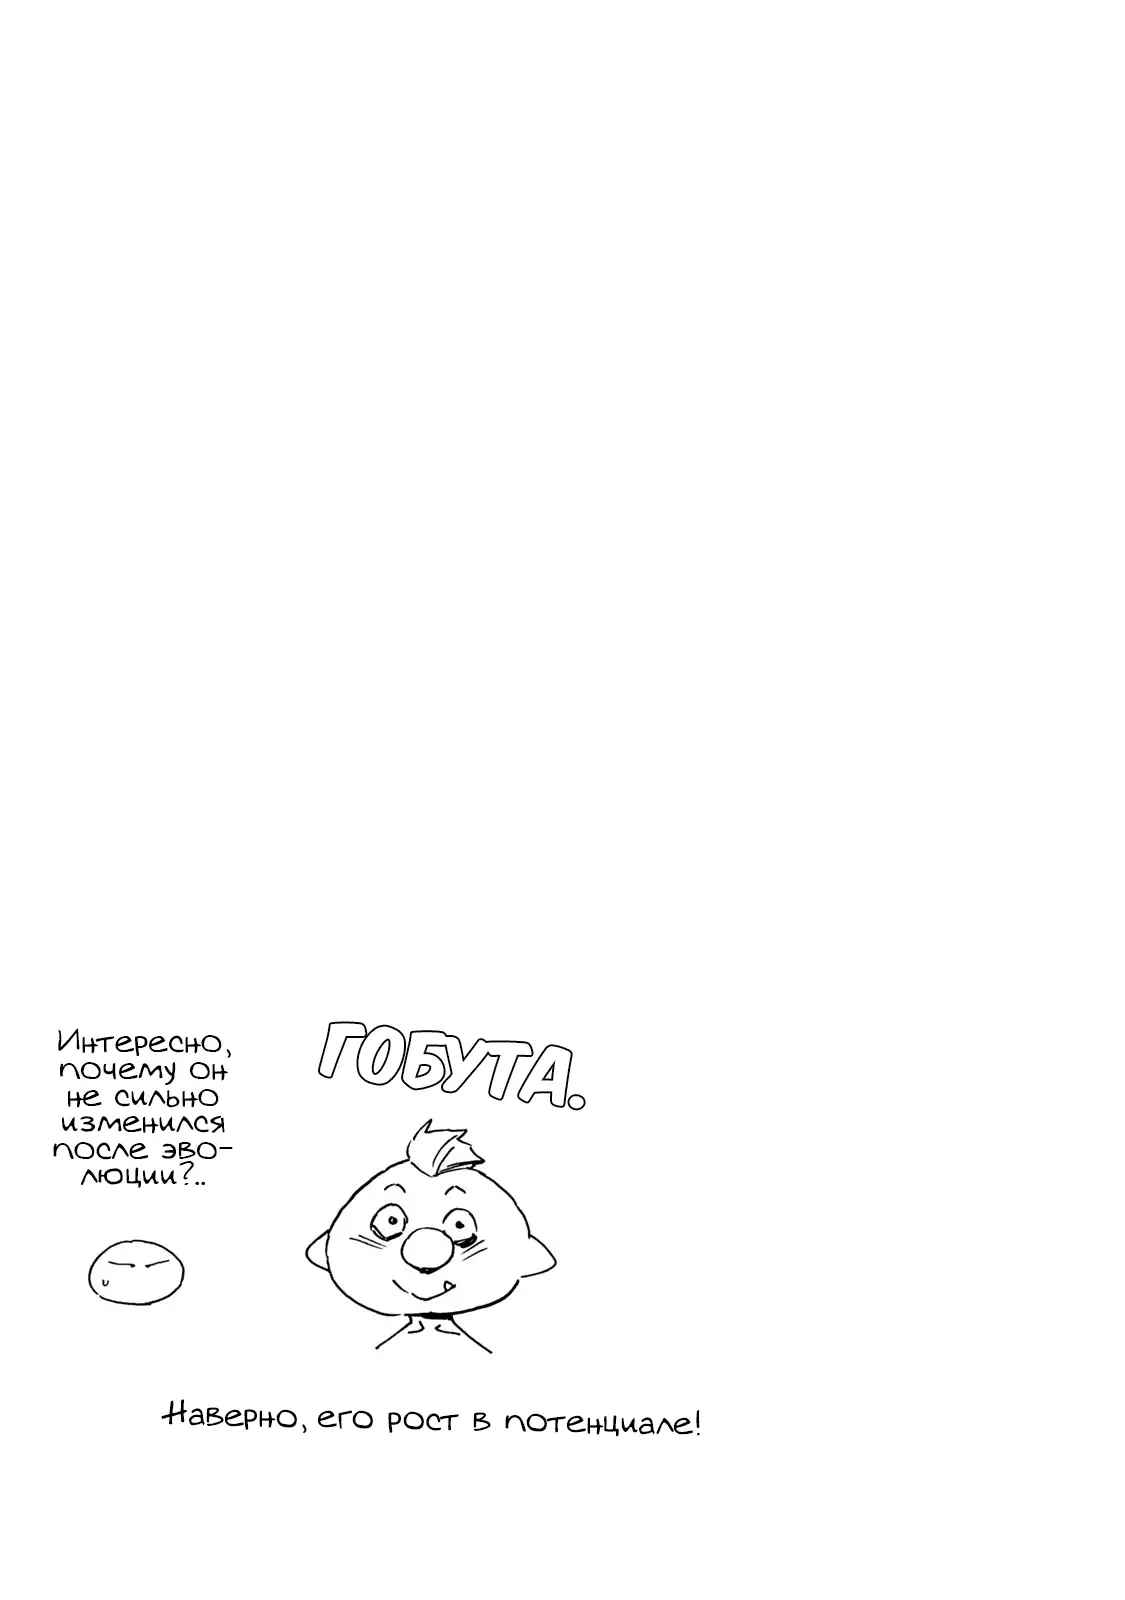 Интересно,
почему он
не сильно
изменился
после эво-
люции?..
ГОБУТА.
Наверно, его рост в потенциале!